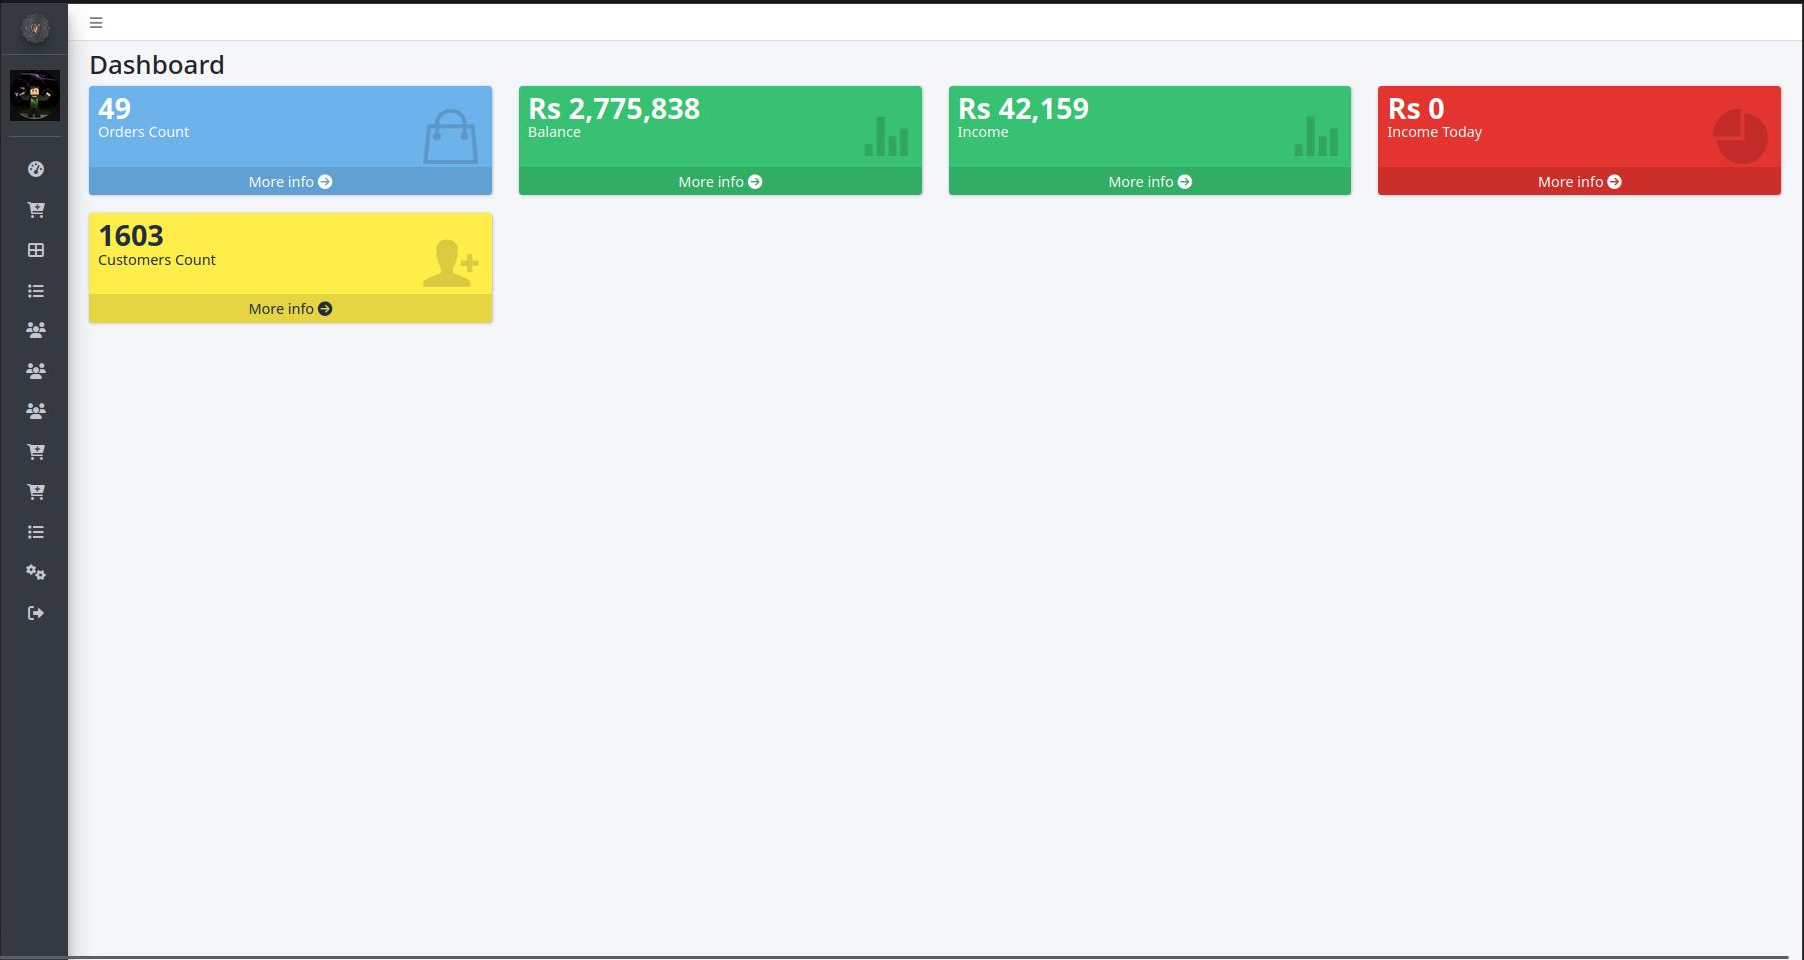 Dashboard
49
Orders Count
More info
Rs 2,775,838
Balance
More info
Rs 42,159
Income
More info
Rs 0
Income Today
More info
1603
Customers Count
More info